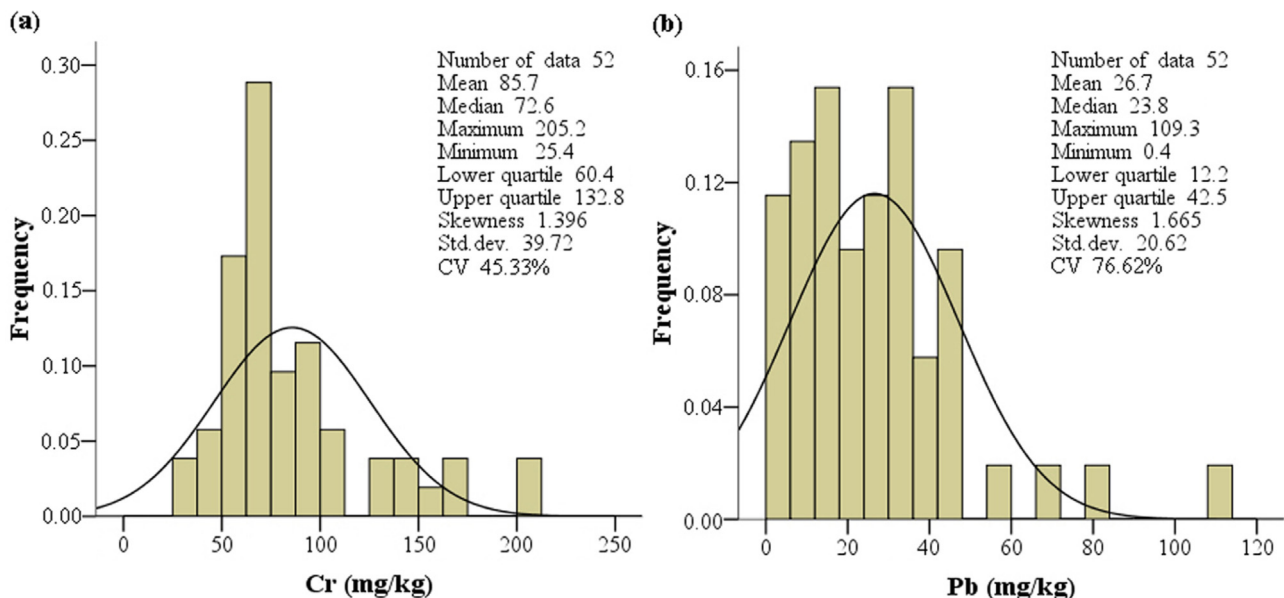 (a)
Frequency
0.30
0.25
0.20
0.15
0.10
0.05
0.00
Number of data 52
Mean 85.7
Median 72.6
Maximum 205.2
Minimum 25.4
Lower quartile 60.4
Upper quartile 132.8
Skewness 1.396
Std.dev. 39.72
CV 45.33%
0 50 100 150 200 250
Cr (mg/kg)
(b)
Frequency
0.16
0.12
0.08
0.04
0.00
Number of data 52
Mean 26.7
Median 23.8
Maximum 109.3
Minimum 0.4
Lower quartile 12.2
Upper quartile 42.5
Skewness 1.665
Std.dev. 20.62
CV 76.62%
0 20 40 60 80 100 120
Pb (mg/kg)